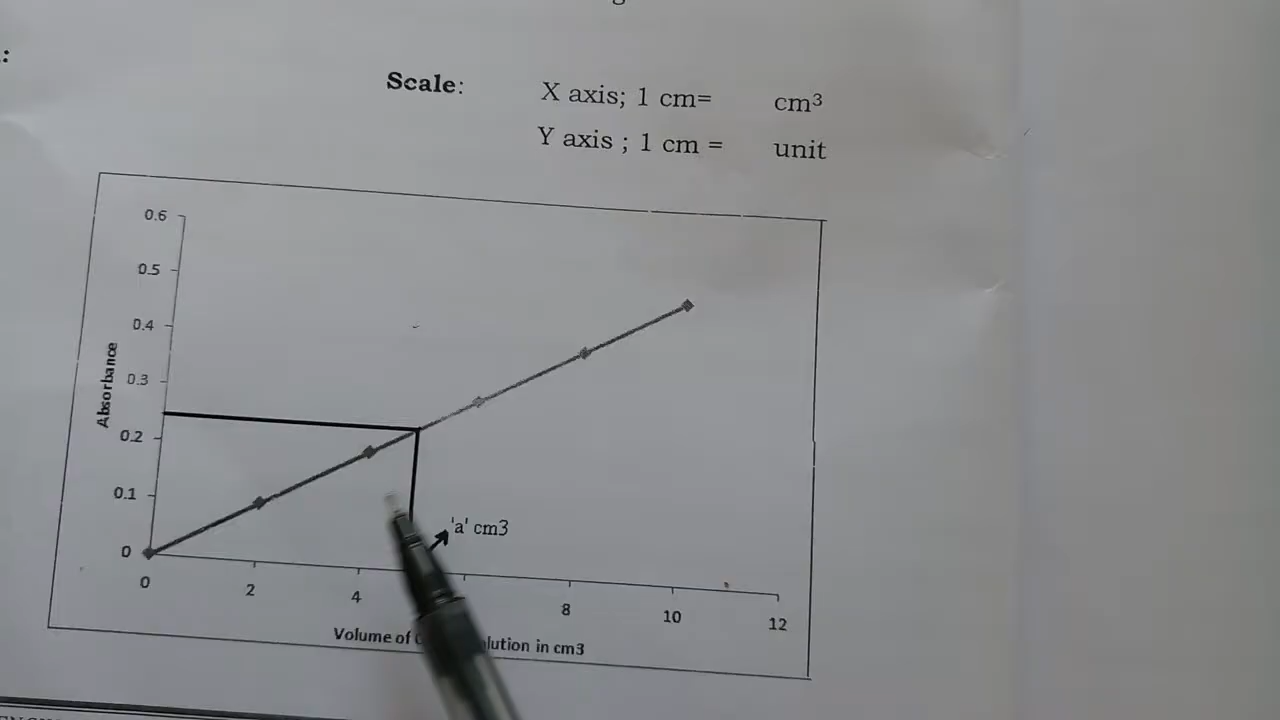 Scale: X axis; 1 cm= cm³
Y axis ; 1 cm = unit
0.6
0.5
0.4
0.3
0.2
0.1
0
Absorbance
'a' cm3
0 2 4 8 10 12
Volume of in cm3